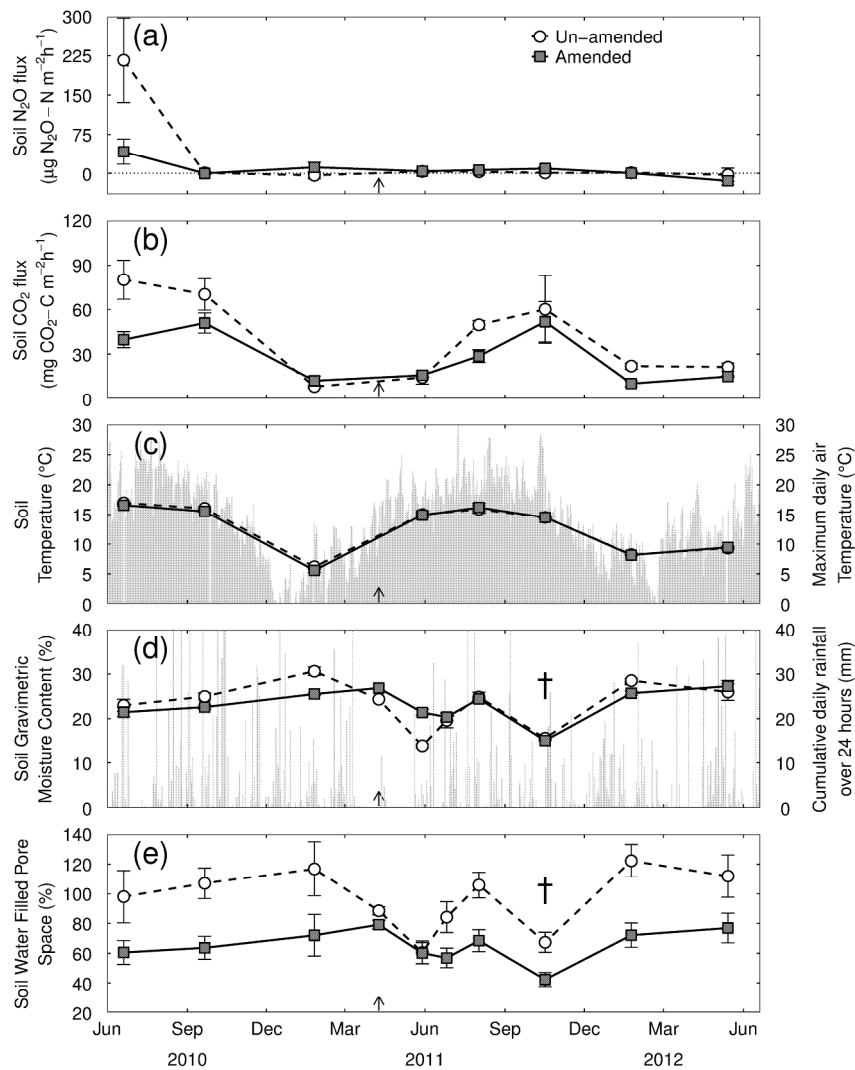 (a)
Un−amended
Amended
Soil N2O flux
(µg N2O−N m−2h−1)
300
225
150
75
0
(b)
Soil CO2 flux
(mg CO2−C m−2h−1)
120
90
60
30
0
(c)
Soil
Temperature (°C)
30
25
20
15
10
5
0
30
25
20
15
10
5
0
Maximum daily air
Temperature (°C)
(d)
Soil Gravimetric
Moisture Content (%)
40
30
20
10
0
†
40
30
20
10
0
Cumulative daily rainfall
over 24 hours (mm)
(e)
Soil Water Filled Pore
Space (%)
140
120
100
80
60
40
20
†
Jun Sep Dec Mar Jun Sep Dec Mar Jun
2010 2011 2012